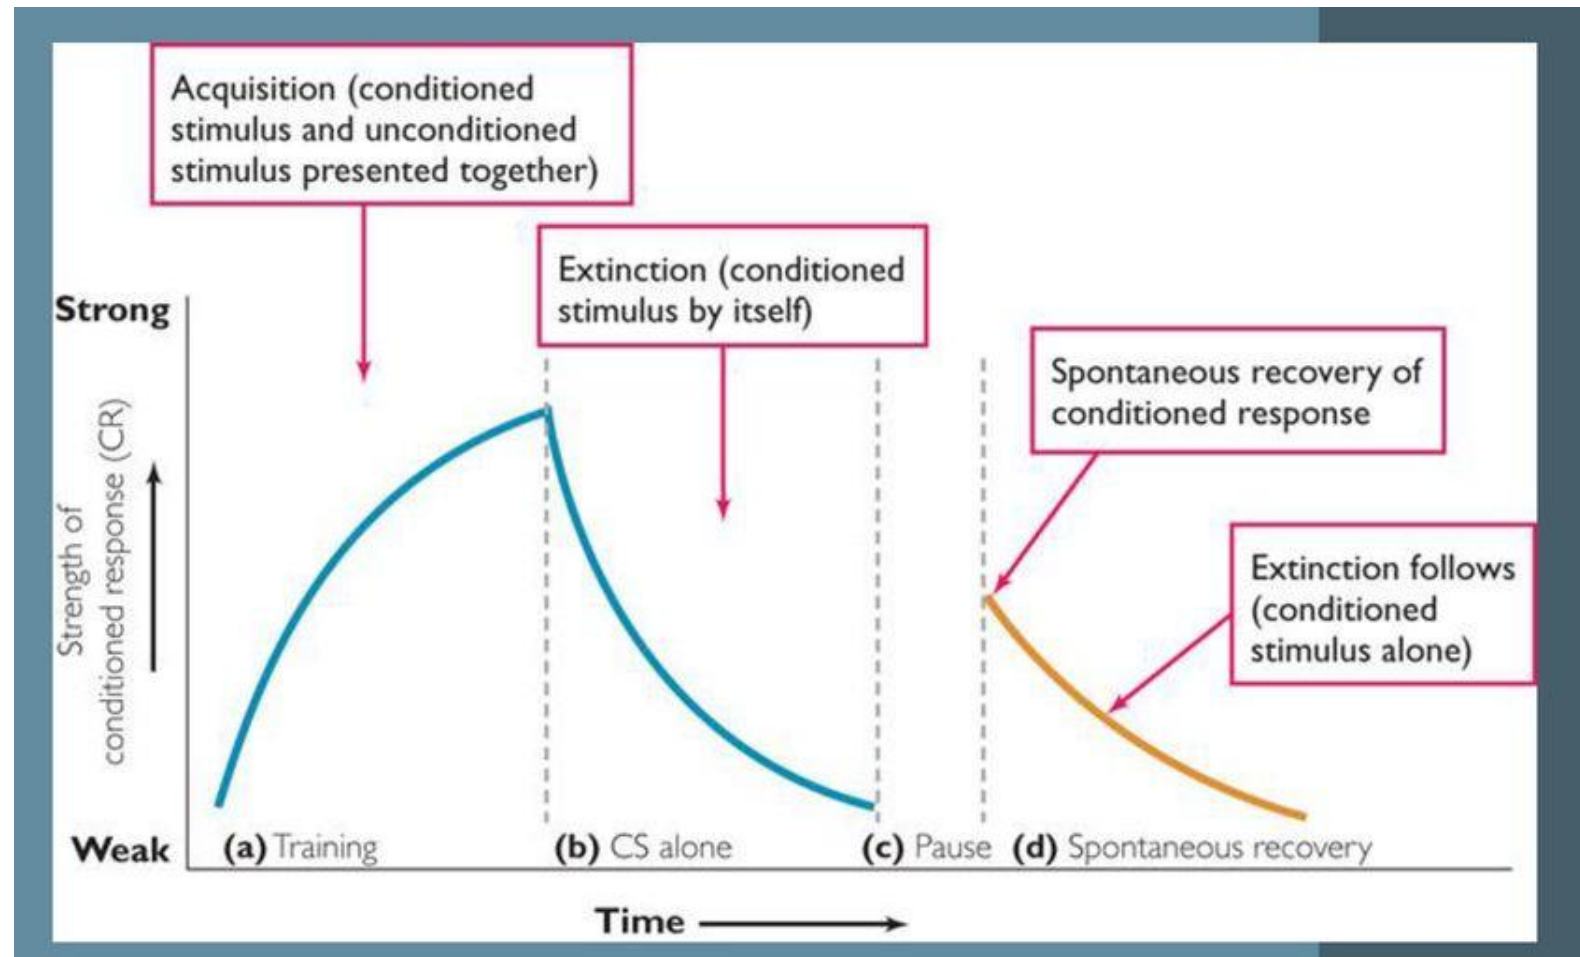 Acquisition (conditioned
stimulus and unconditioned
stimulus presented together)
Extinction (conditioned
stimulus by itself)
Spontaneous recovery of
conditioned response
Extinction follows
(conditioned
stimulus alone)
Strong
Strength of
conditioned response (CR)
Weak
(a) Training
(b) CS alone
(c) Pause
(d) Spontaneous recovery
Time